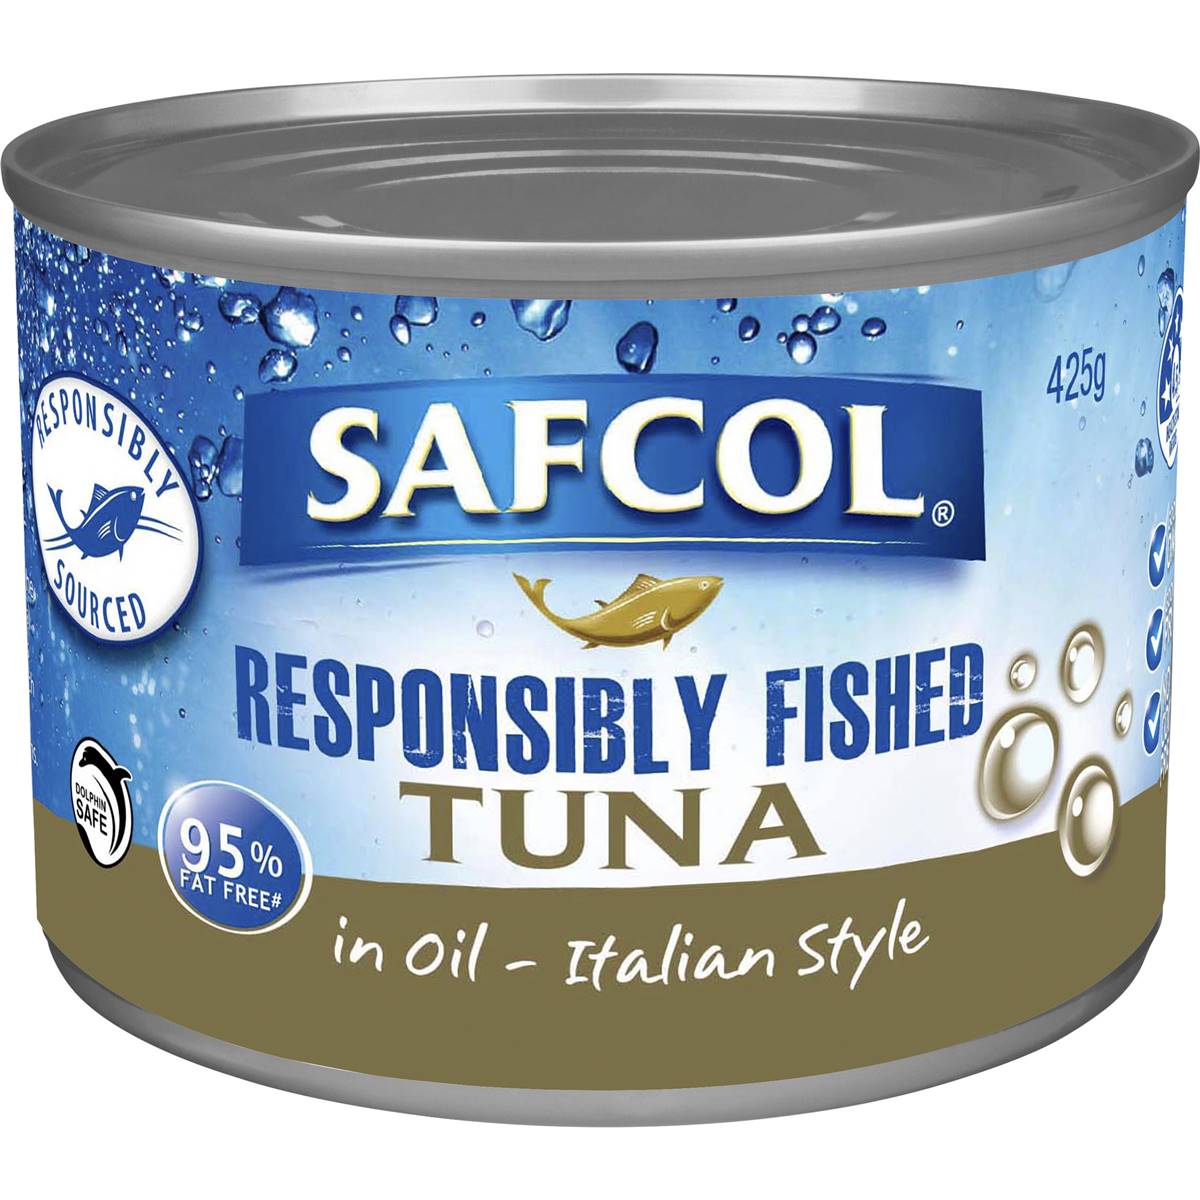 425g
SAFCOL®
RESPONSIBLY
SOURCED
RESPONSIBLY FISHED
TUNA
DOLPHIN
SAFE
95%
FAT FREE#
in Oil - Italian Style